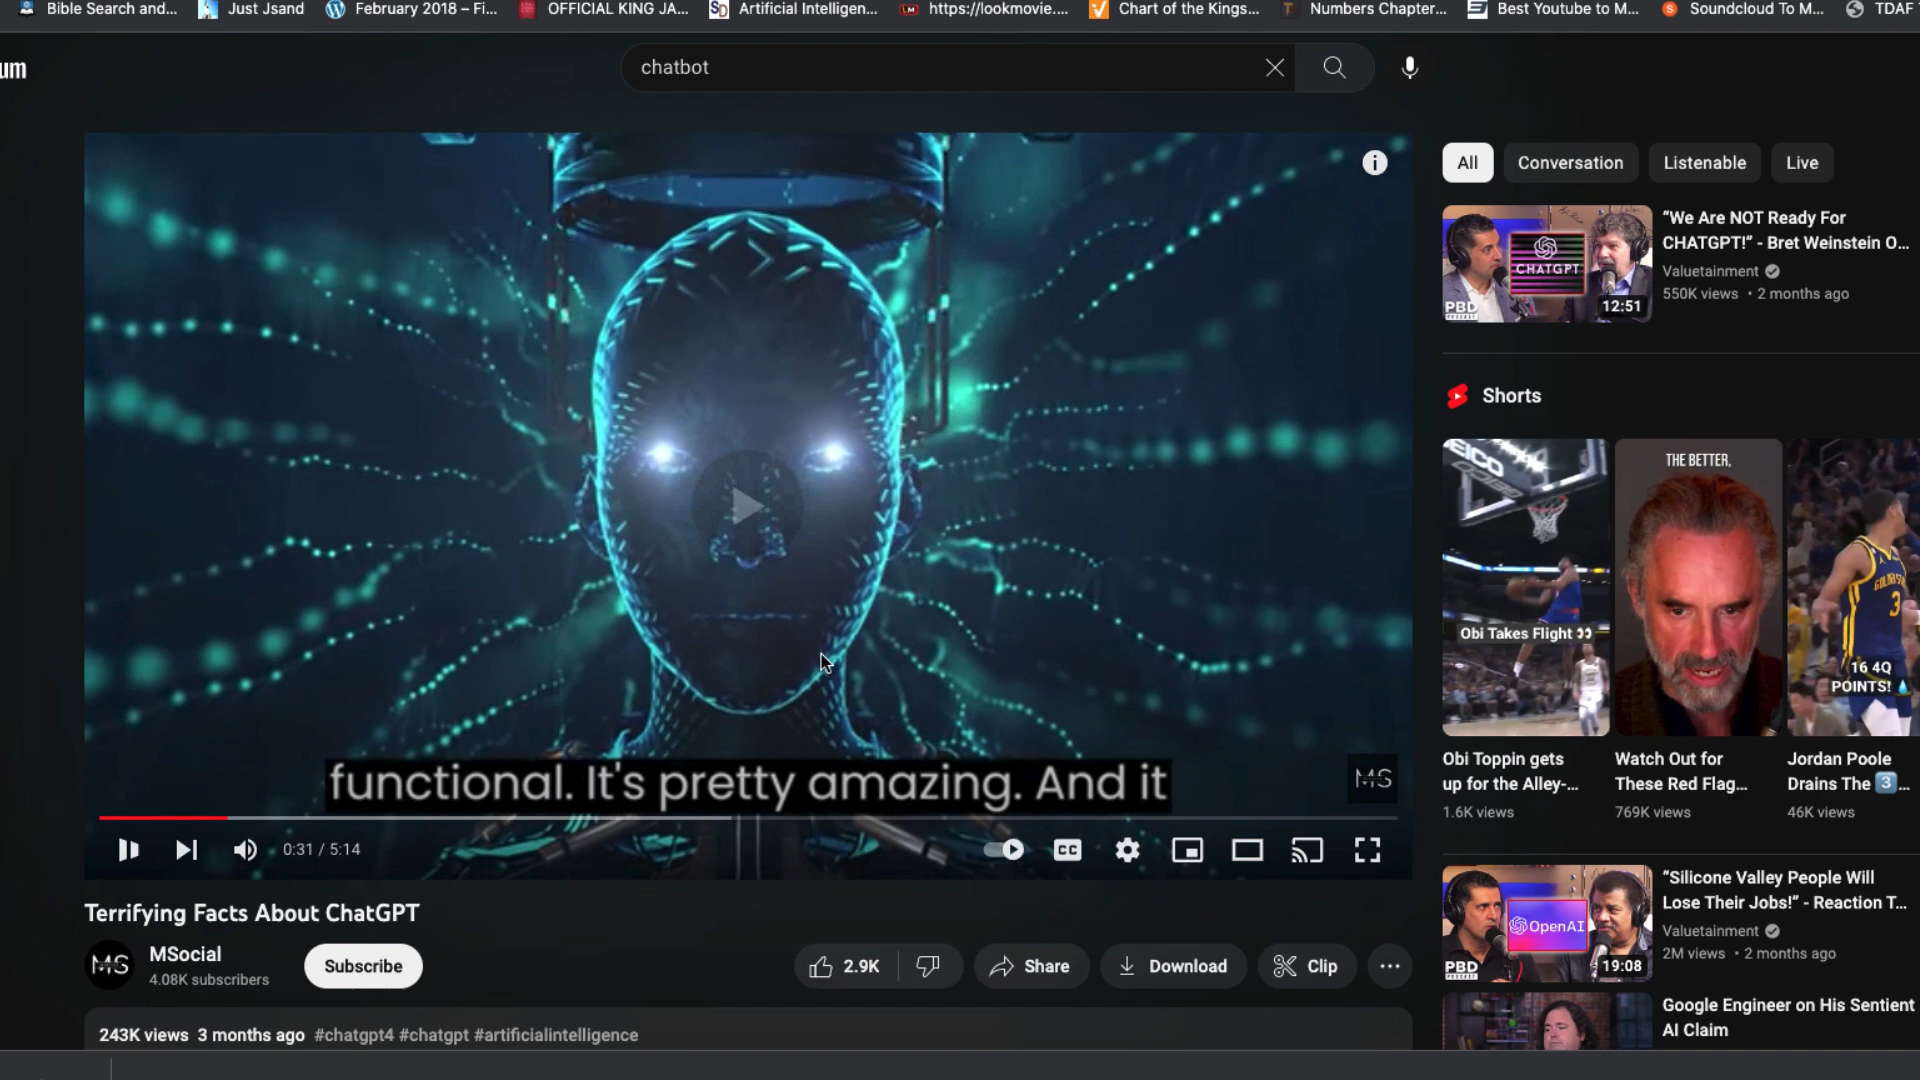 Bible Search and...
Just Jsand
February 2018 – Fi...
OFFICIAL KING JA...
Artificial Intelligen...
https://lookmovie....
Chart of the Kings...
Numbers Chapter...
Best Youtube to M...
Soundcloud To M...
TDAF
um
chatbot
functional. It's pretty amazing. And it
MS
0:31 / 5:14
CC
Terrifying Facts About ChatGPT
MS
MSocial
4.08K subscribers
Subscribe
2.9K
Share
Download
Clip
243K views 3 months ago #chatgpt4 #chatgpt #artificialintelligence
All
Conversation
Listenable
Live
CHATGPT
PBD
PODCAST
12:51
“We Are NOT Ready For
CHATGPT!” - Bret Weinstein O...
Valuetainment
550K views • 2 months ago
Shorts
Obi Takes Flight
THE BETTER,
3
16 4Q
POINTS!
Obi Toppin gets
up for the Alley-...
1.6K views
Watch Out for
These Red Flag...
769K views
Jordan Poole
Drains The 3️⃣...
46K views
OpenAI
PBD
19:08
“Silicone Valley People Will
Lose Their Jobs!” - Reaction T...
Valuetainment
2M views • 2 months ago
Google Engineer on His Sentient
AI Claim